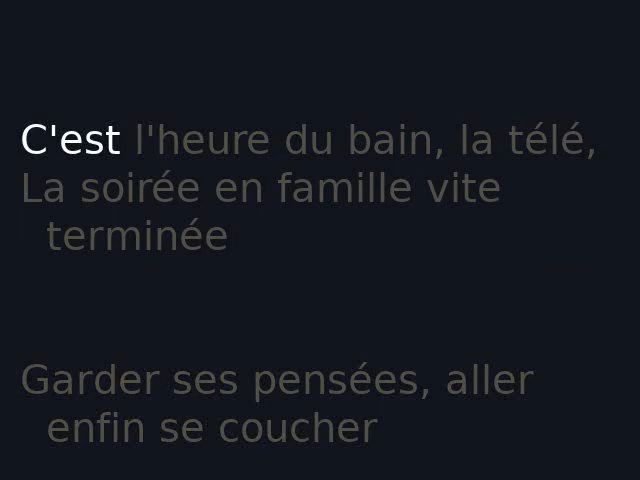 C'est l'heure du bain, la télé,
La soirée en famille vite
terminée
Garder ses pensées, aller
enfin se coucher